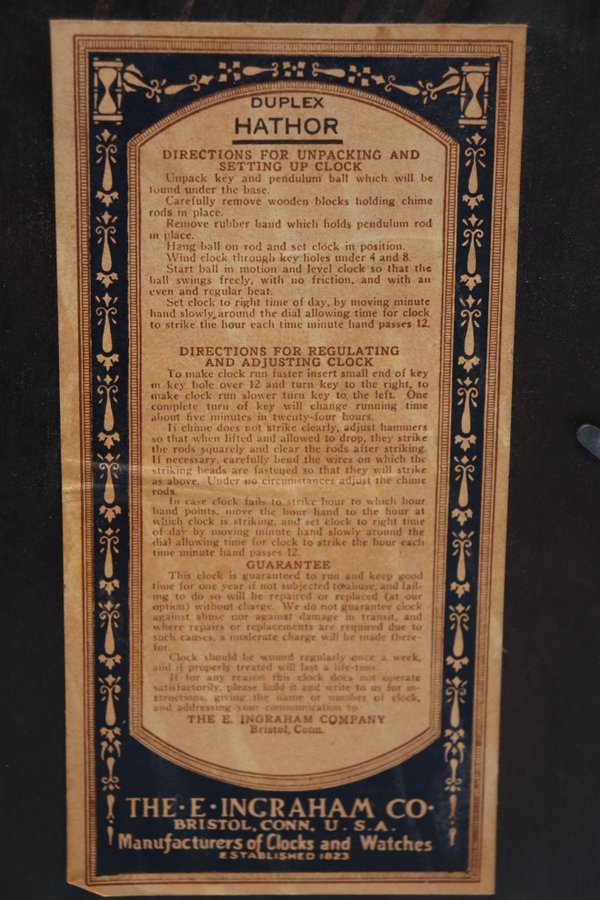 DUPLEX
HATHOR
DIRECTIONS FOR UNPACKING AND
SETTING UP CLOCK
Unpack key and pendulum ball which will be
found under the base.
Carefully remove wooden blocks holding chime
rods in place.
Remove rubber band which holds pendulum rod
in place.
Hang ball on rod and set clock in position.
Wind clock through key holes under 4 and 8.
Start ball in motion and level clock so that the
ball swings freely, with no friction, and with an
even and regular beat.
Set clock to right time of day, by moving minute
hand slowly, around the dial allowing time for clock
to strike the hour each time minute hand passes 12.
DIRECTIONS FOR REGULATING
AND ADJUSTING CLOCK
To make clock run faster insert small end of key
in key hole over 12 and turn key to the right, to
make clock run slower turn key to the left. One
complete turn of key will change running time
about five minutes in twenty-four hours.
If chime does not strike clearly, adjust hammers
so that when lifted and allowed to drop, they strike
the rods squarely and clear the rods after striking.
If necessary, carefully bend the wires on which the
striking heads are fastened so that they will strike
as above. Under no circumstances adjust the chime
rods.
In case clock fails to strike hour to which hour
hand points, move the hour hand to the hour at
which clock is striking, and set clock to right time
of day by moving minute hand slowly around the
dial allowing time for clock to strike the hour each
time minute hand passes 12.
GUARANTEE
This clock is guaranteed to run and keep good
time for one year if not subjected to abuse, and fail-
ing to do so will be repaired or replaced (at our
option) without charge. We do not guarantee clock
against abuse nor against damage in transit, and
where repairs or replacements are required due to
such causes, a moderate charge will be made there-
for.
Clock should be wound regularly once a week,
and if properly treated will last a life-time.
If for any reason this clock does not operate
satisfactorily, please hold it and write to us for in-
structions, giving the name or number of clock,
and addressing your communication to
THE E. INGRAHAM COMPANY
Bristol, Conn.
THE·E·INGRAHAM CO·
BRISTOL, CONN. U.S.A.
Manufacturers of Clocks and Watches
ESTABLISHED 1823